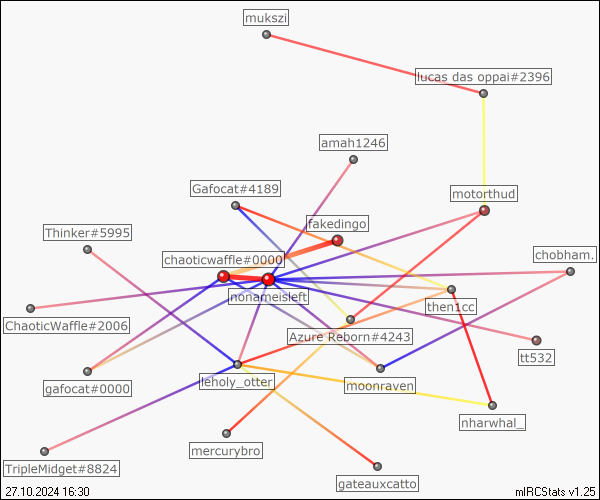 mukszi
lucas das oppai#2396
amah1246
Gafocat#4189
motorthud
fakedingo
Thinker#5995
chaoticwaffle#0000
chobham.
nonameisleft
then1cc
ChaoticWaffle#2006
Azure Reborn#4243
tt532
gafocat#0000
leholy_otter
moonraven
nharwhal_
mercurybro
TripleMidget#8824
gateauxcatto
27.10.2024 16:30
mIRCStats v1.25